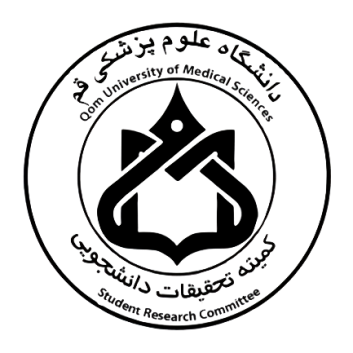 دانشگاه علوم پزشکی قم
Qom University of Medical Sciences
کمیته تحقیقات دانشجویی
Student Research Committee